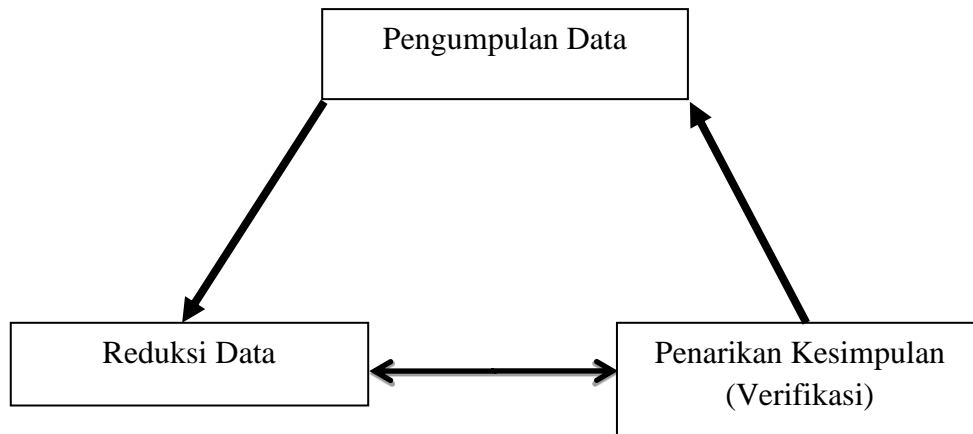 Pengumpulan Data
Reduksi Data
Penarikan Kesimpulan
(Verifikasi)